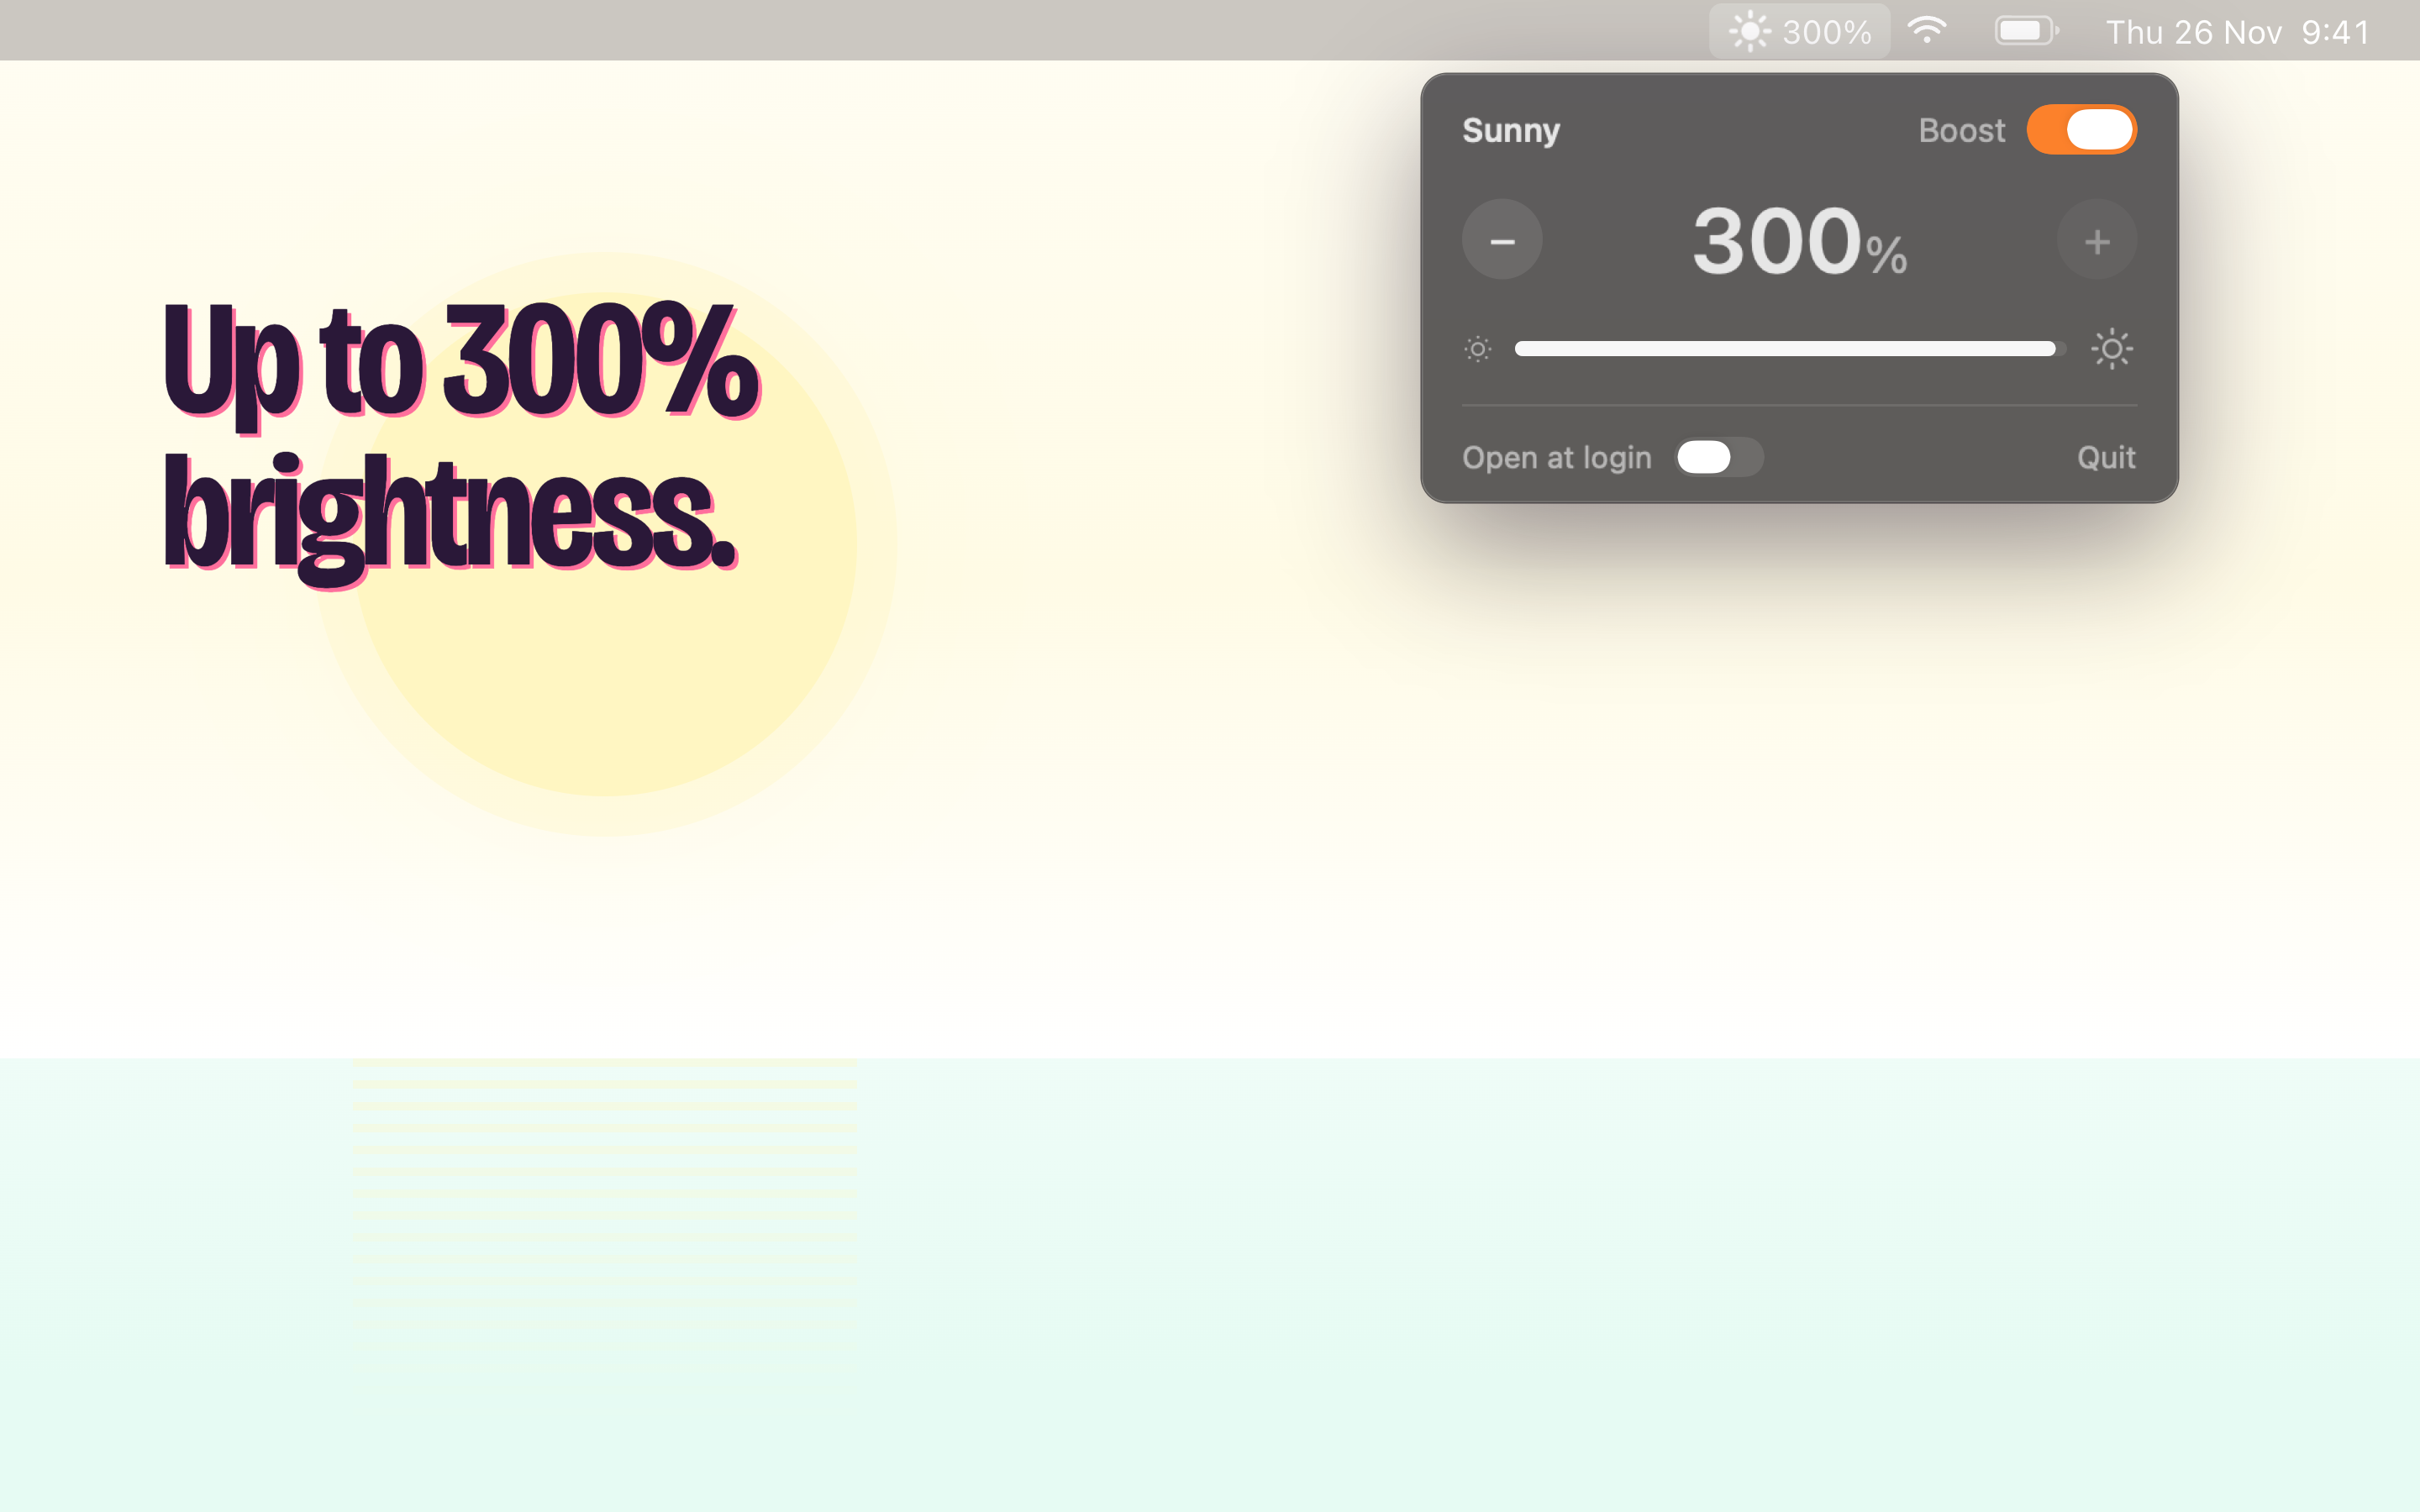 300% Thu 26 Nov 9:41
Sunny Boost
− 300% +
Open at login Quit
Up to 300%
brightness.